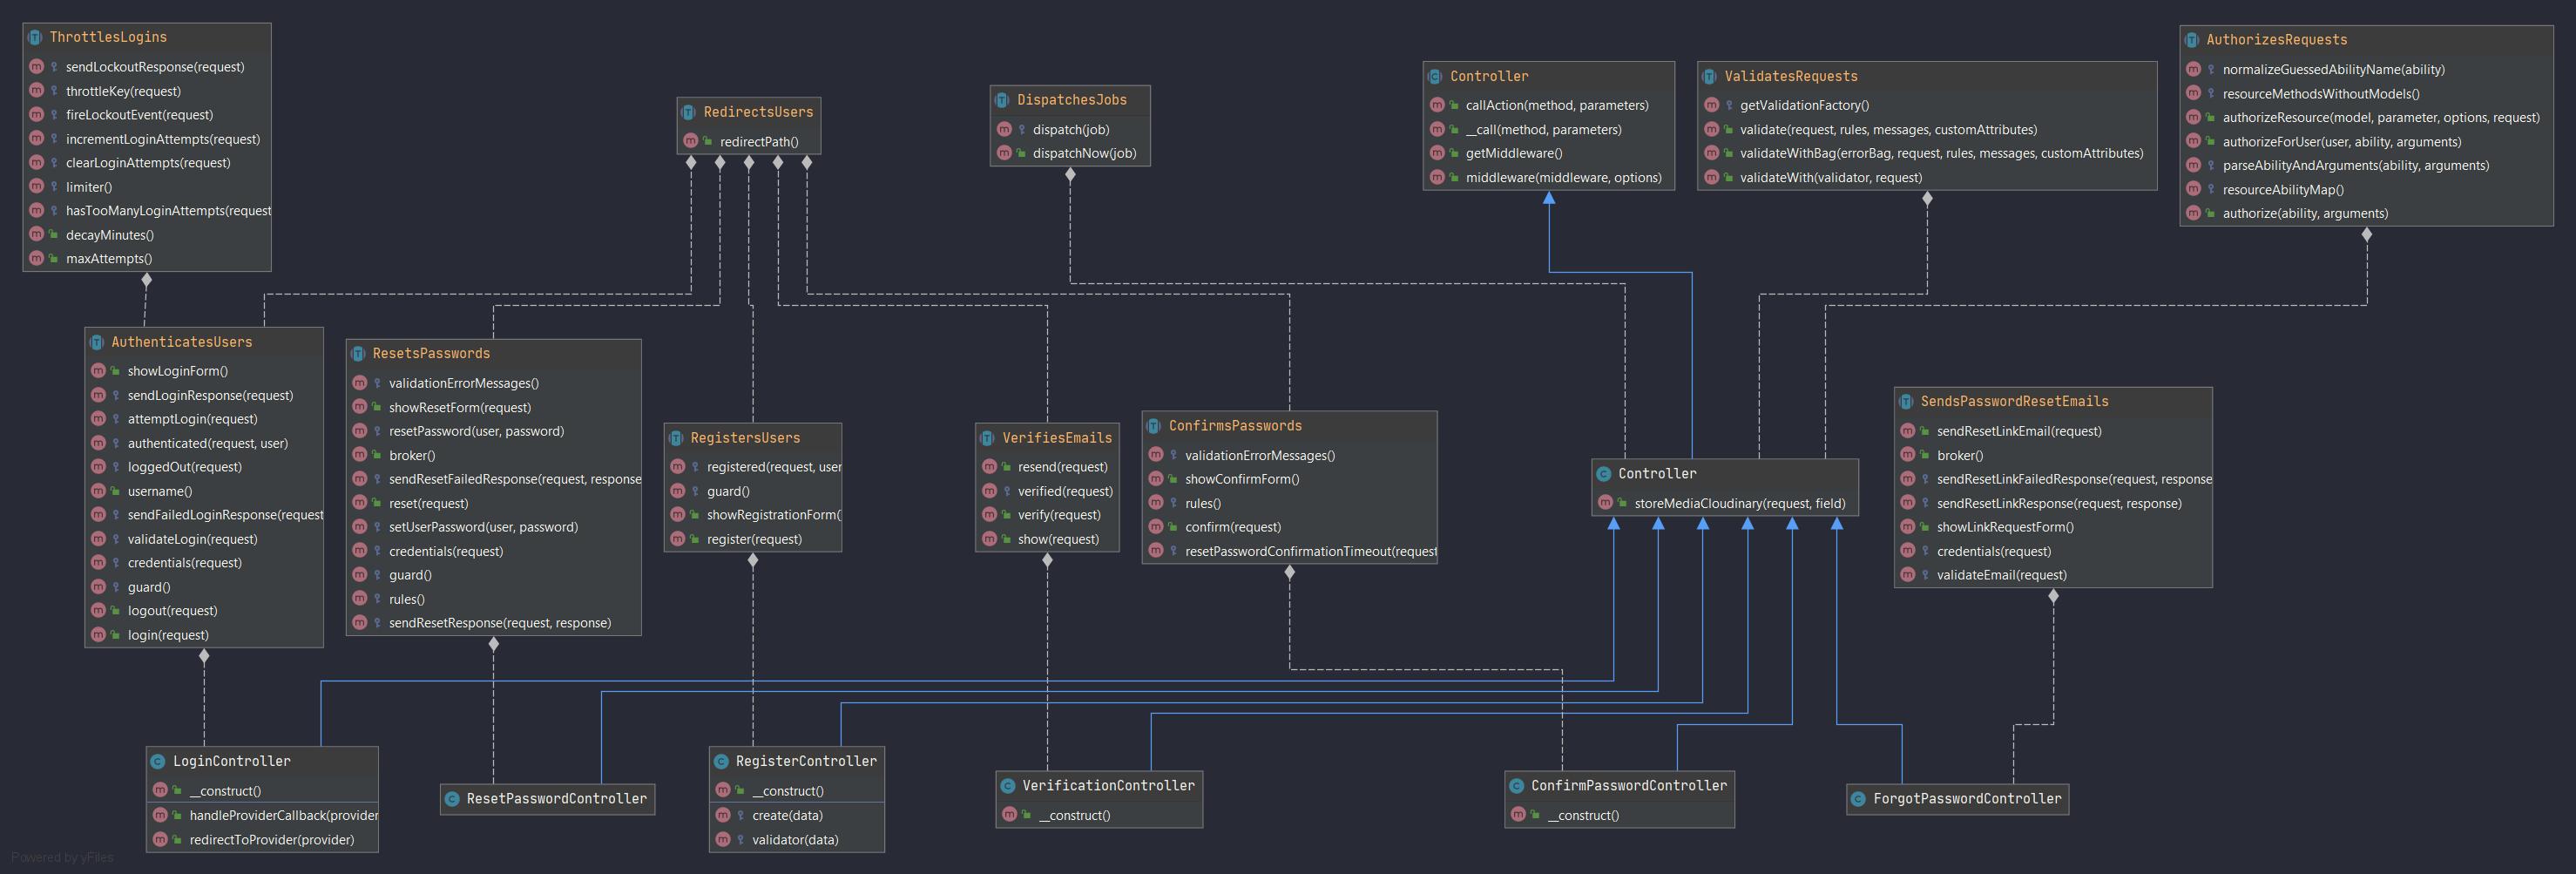 ThrottlesLogins
sendLockoutResponse(request)
throttleKey(request)
fireLockoutEvent(request)
incrementLoginAttempts(request)
clearLoginAttempts(request)
limiter()
hasTooManyLoginAttempts(request
decayMinutes()
maxAttempts()
RedirectsUsers
redirectPath()
DispatchesJobs
dispatch(job)
dispatchNow(job)
Controller
callAction(method, parameters)
__call(method, parameters)
getMiddleware()
middleware(middleware, options)
ValidatesRequests
getValidationFactory()
validate(request, rules, messages, customAttributes)
validateWithBag(errorBag, request, rules, messages, customAttributes)
validateWith(validator, request)
AuthorizesRequests
normalizeGuessedAbilityName(ability)
resourceMethodsWithoutModels()
authorizeResource(model, parameter, options, request)
authorizeForUser(user, ability, arguments)
parseAbilityAndArguments(ability, arguments)
resourceAbilityMap()
authorize(ability, arguments)
AuthenticatesUsers
showLoginForm()
sendLoginResponse(request)
attemptLogin(request)
authenticated(request, user)
loggedOut(request)
username()
sendFailedLoginResponse(request
validateLogin(request)
credentials(request)
guard()
logout(request)
login(request)
ResetsPasswords
validationErrorMessages()
showResetForm(request)
resetPassword(user, password)
broker()
sendResetFailedResponse(request, response
reset(request)
setUserPassword(user, password)
credentials(request)
guard()
rules()
sendResetResponse(request, response)
RegistersUsers
registered(request, user
guard()
showRegistrationForm(
register(request)
VerifiesEmails
resend(request)
verified(request)
verify(request)
show(request)
ConfirmsPasswords
validationErrorMessages()
showConfirmForm()
rules()
confirm(request)
resetPasswordConfirmationTimeout(request
Controller
storeMediaCloudinary(request, field)
SendsPasswordResetEmails
sendResetLinkEmail(request)
broker()
sendResetLinkFailedResponse(request, response
sendResetLinkResponse(request, response)
showLinkRequestForm()
credentials(request)
validateEmail(request)
LoginController
__construct()
handleProviderCallback(provider
redirectToProvider(provider)
ResetPasswordController
RegisterController
__construct()
create(data)
validator(data)
VerificationController
__construct()
ConfirmPasswordController
__construct()
ForgotPasswordController
Powered by yFiles